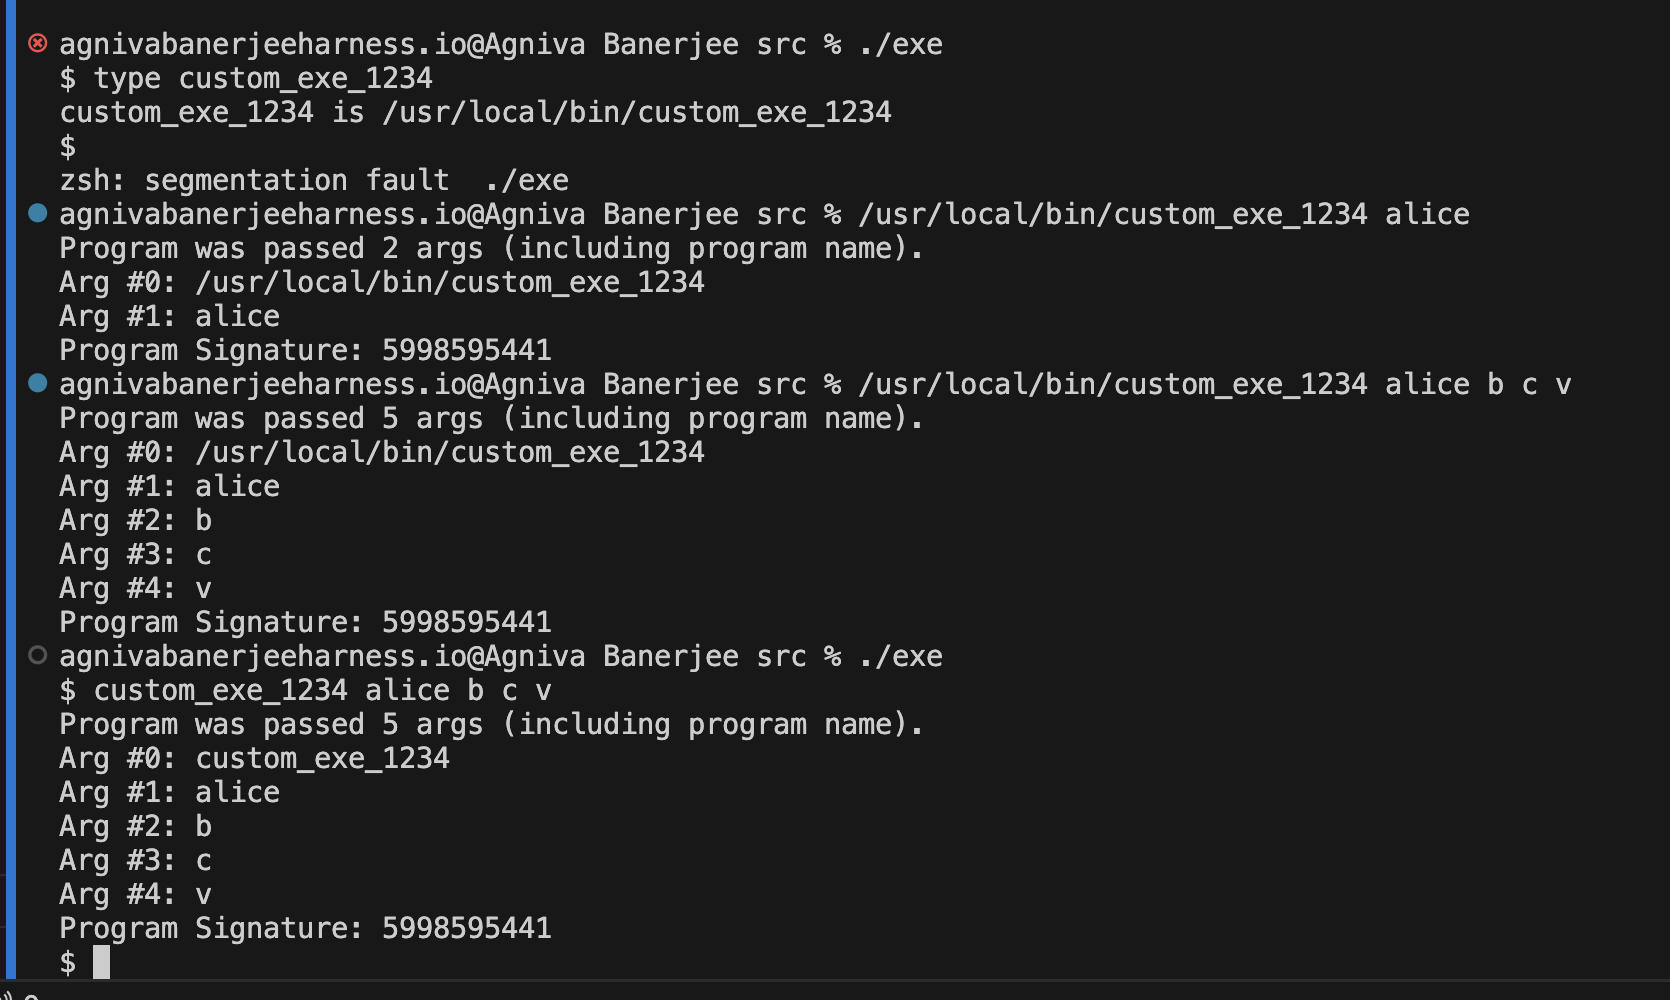 agnivabanerjeeharness.io@Agniva Banerjee src % ./exe
$ type custom_exe_1234
custom_exe_1234 is /usr/local/bin/custom_exe_1234
$
zsh: segmentation fault  ./exe
agnivabanerjeeharness.io@Agniva Banerjee src % /usr/local/bin/custom_exe_1234 alice
Program was passed 2 args (including program name).
Arg #0: /usr/local/bin/custom_exe_1234
Arg #1: alice
Program Signature: 5998595441
agnivabanerjeeharness.io@Agniva Banerjee src % /usr/local/bin/custom_exe_1234 alice b c v
Program was passed 5 args (including program name).
Arg #0: /usr/local/bin/custom_exe_1234
Arg #1: alice
Arg #2: b
Arg #3: c
Arg #4: v
Program Signature: 5998595441
agnivabanerjeeharness.io@Agniva Banerjee src % ./exe
$ custom_exe_1234 alice b c v
Program was passed 5 args (including program name).
Arg #0: custom_exe_1234
Arg #1: alice
Arg #2: b
Arg #3: c
Arg #4: v
Program Signature: 5998595441
$